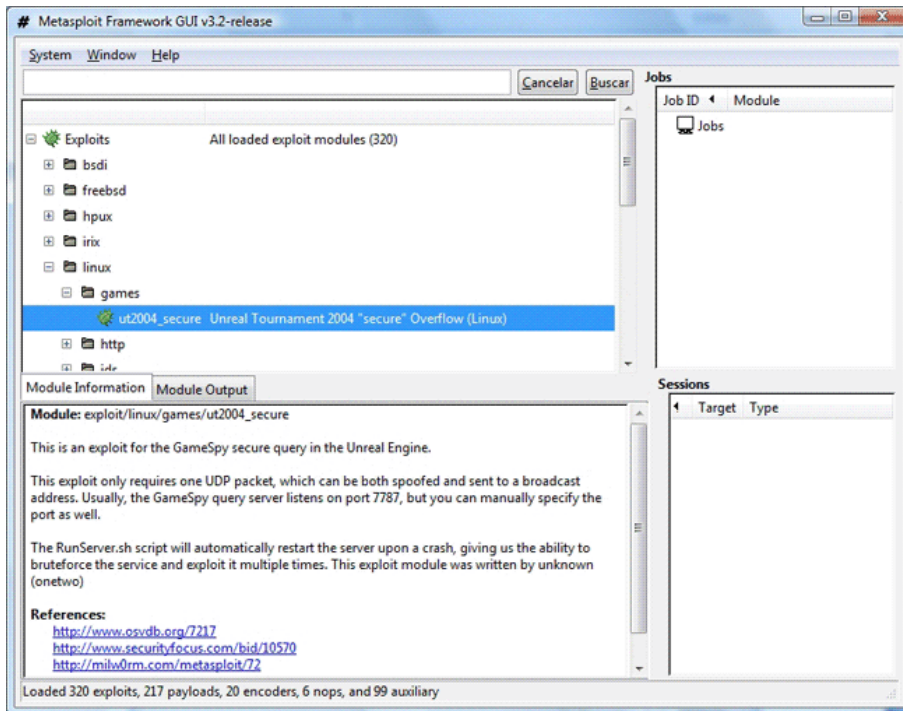 # Metasploit Framework GUI v3.2-release
System Window Help
Cancelar Buscar
Exploits All loaded exploit modules (320)
bsdi
freebsd
hpux
irix
linux
games
ut2004_secure Unreal Tournament 2004 "secure" Overflow (Linux)
http
ids
Jobs
Job ID Module
Jobs
Module Information Module Output
Module: exploit/linux/games/ut2004_secure
This is an exploit for the GameSpy secure query in the Unreal Engine.
This exploit only requires one UDP packet, which can be both spoofed and sent to a broadcast
address. Usually, the GameSpy query server listens on port 7787, but you can manually specify the
port as well.
The RunServer.sh script will automatically restart the server upon a crash, giving us the ability to
bruteforce the service and exploit it multiple times. This exploit module was written by unknown
(onetwo)
References:
http://www.osvdb.org/7217
http://www.securityfocus.com/bid/10570
http://milw0rm.com/metasploit/72
Sessions
Target Type
Loaded 320 exploits, 217 payloads, 20 encoders, 6 nops, and 99 auxiliary